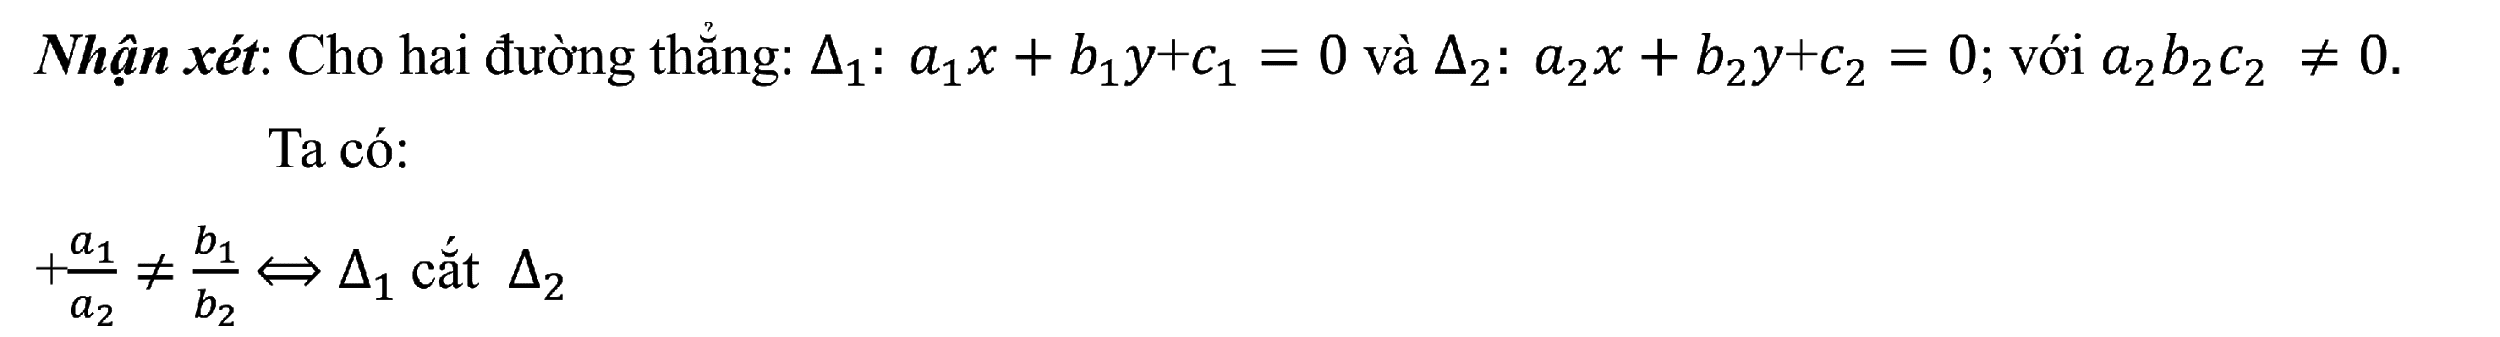 Nhận xét: Cho hai đường thẳng: Δ₁: a₁x + b₁y+c₁ = 0 và Δ₂: a₂x + b₂y+c₂ = 0; với a₂b₂c₂ ≠ 0.
Ta có:
+a₁/a₂ ≠ b₁/b₂ ⟺ Δ₁ cắt Δ₂